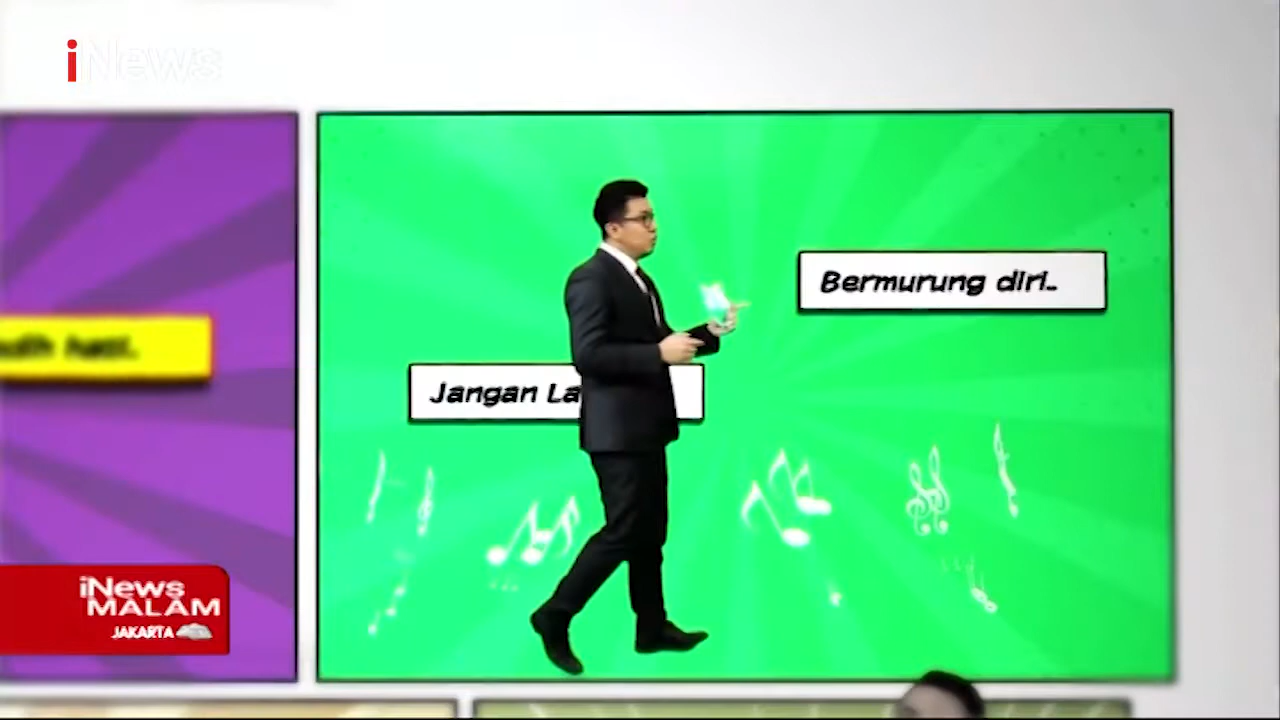 iNews
Bermurung diri..
Jangan La
iNews
MALAM
JAKARTA